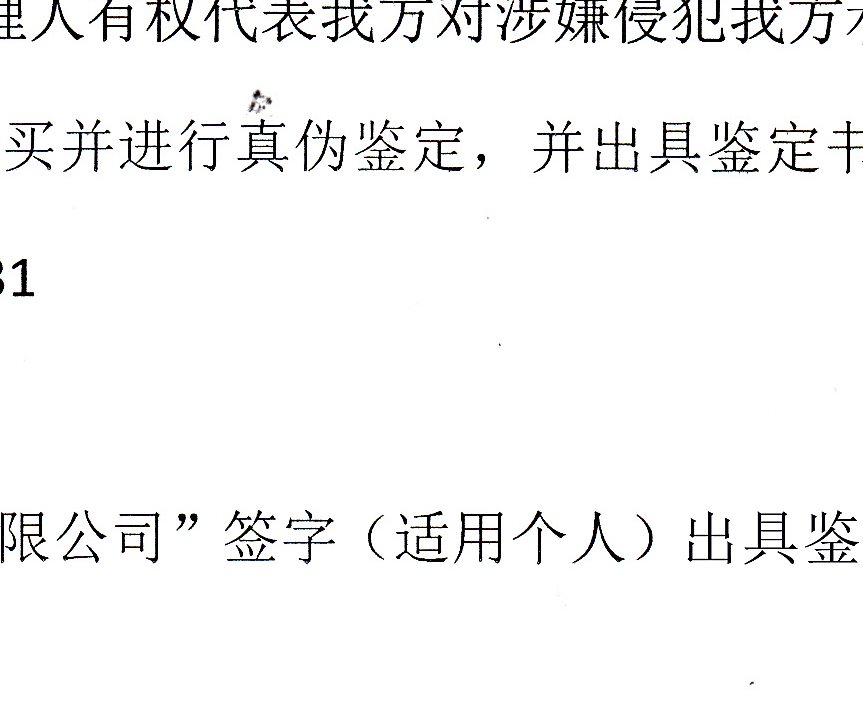 理人有权代表我方对涉嫌侵犯我方
买并进行真伪鉴定，并出具鉴定书
31
限公司”签字（适用个人）出具鉴